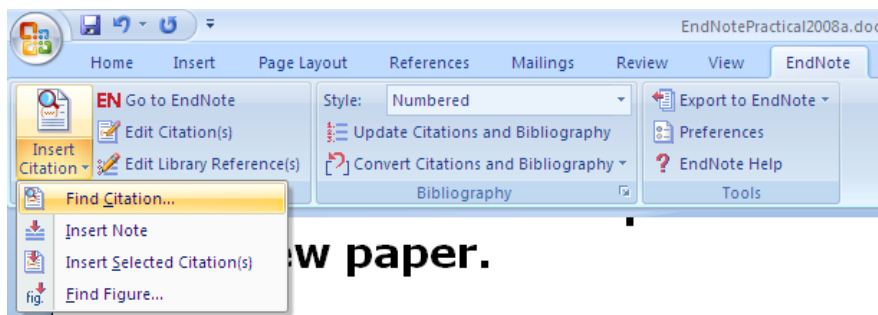 EndNotePractical2008a.doc
Home Insert Page Layout References Mailings Review View EndNote
Insert Citation
EN Go to EndNote
Edit Citation(s)
Edit Library Reference(s)
Style: Numbered
Update Citations and Bibliography
Convert Citations and Bibliography
Bibliography
Export to EndNote
Preferences
? EndNote Help
Tools
Find Citation...
Insert Note
Insert Selected Citation(s)
fig. Find Figure...
w paper.